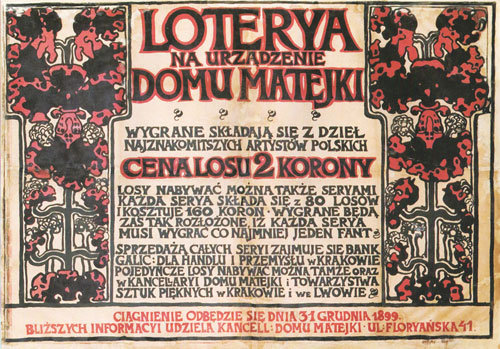 LOTERYA
NA URZĄDZENIE
DOMU MATEJKI
WYGRANE SKŁADAJĄ SIĘ Z DZIEŁ
NAJZNAKOMITSZYCH ARTYSTÓW POLSKICH
CENA LOSU 2 KORONY
LOSY NABYWAĆ MOŻNA TAKŻE SERYAMI
KAŻDA SERYA SKŁADA SIĘ Z 80 LOSÓW
I KOSZTUJE 160 KORON · WYGRANE BĘDĄ
ZAŚ TAK ROZŁOŻONE IŻ KAŻDA SERYA
MUSI WYGRAĆ CO NAJMNIEJ JEDEN FANT
SPRZEDAŻĄ CAŁYCH SERYI ZAJMUJE SIĘ BANK
GALIC: DLA HANDLU I PRZEMYSŁU W KRAKOWIE
POJEDYNCZE LOSY NABYWAĆ MOŻNA TAMŻE ORAZ
W KANCELARYI DOMU MATEJKI I TOWARZYSTWA
SZTUK PIĘKNYCH W KRAKOWIE I WE LWOWIE
CIĄGNIENIE ODBĘDZIE SIĘ DNIA 31 GRUDNIA 1899.
BLIŻSZYCH INFORMACYI UDZIELA KANCELL: DOMU MATEJKI · UL: FLORYAŃSKA 41.